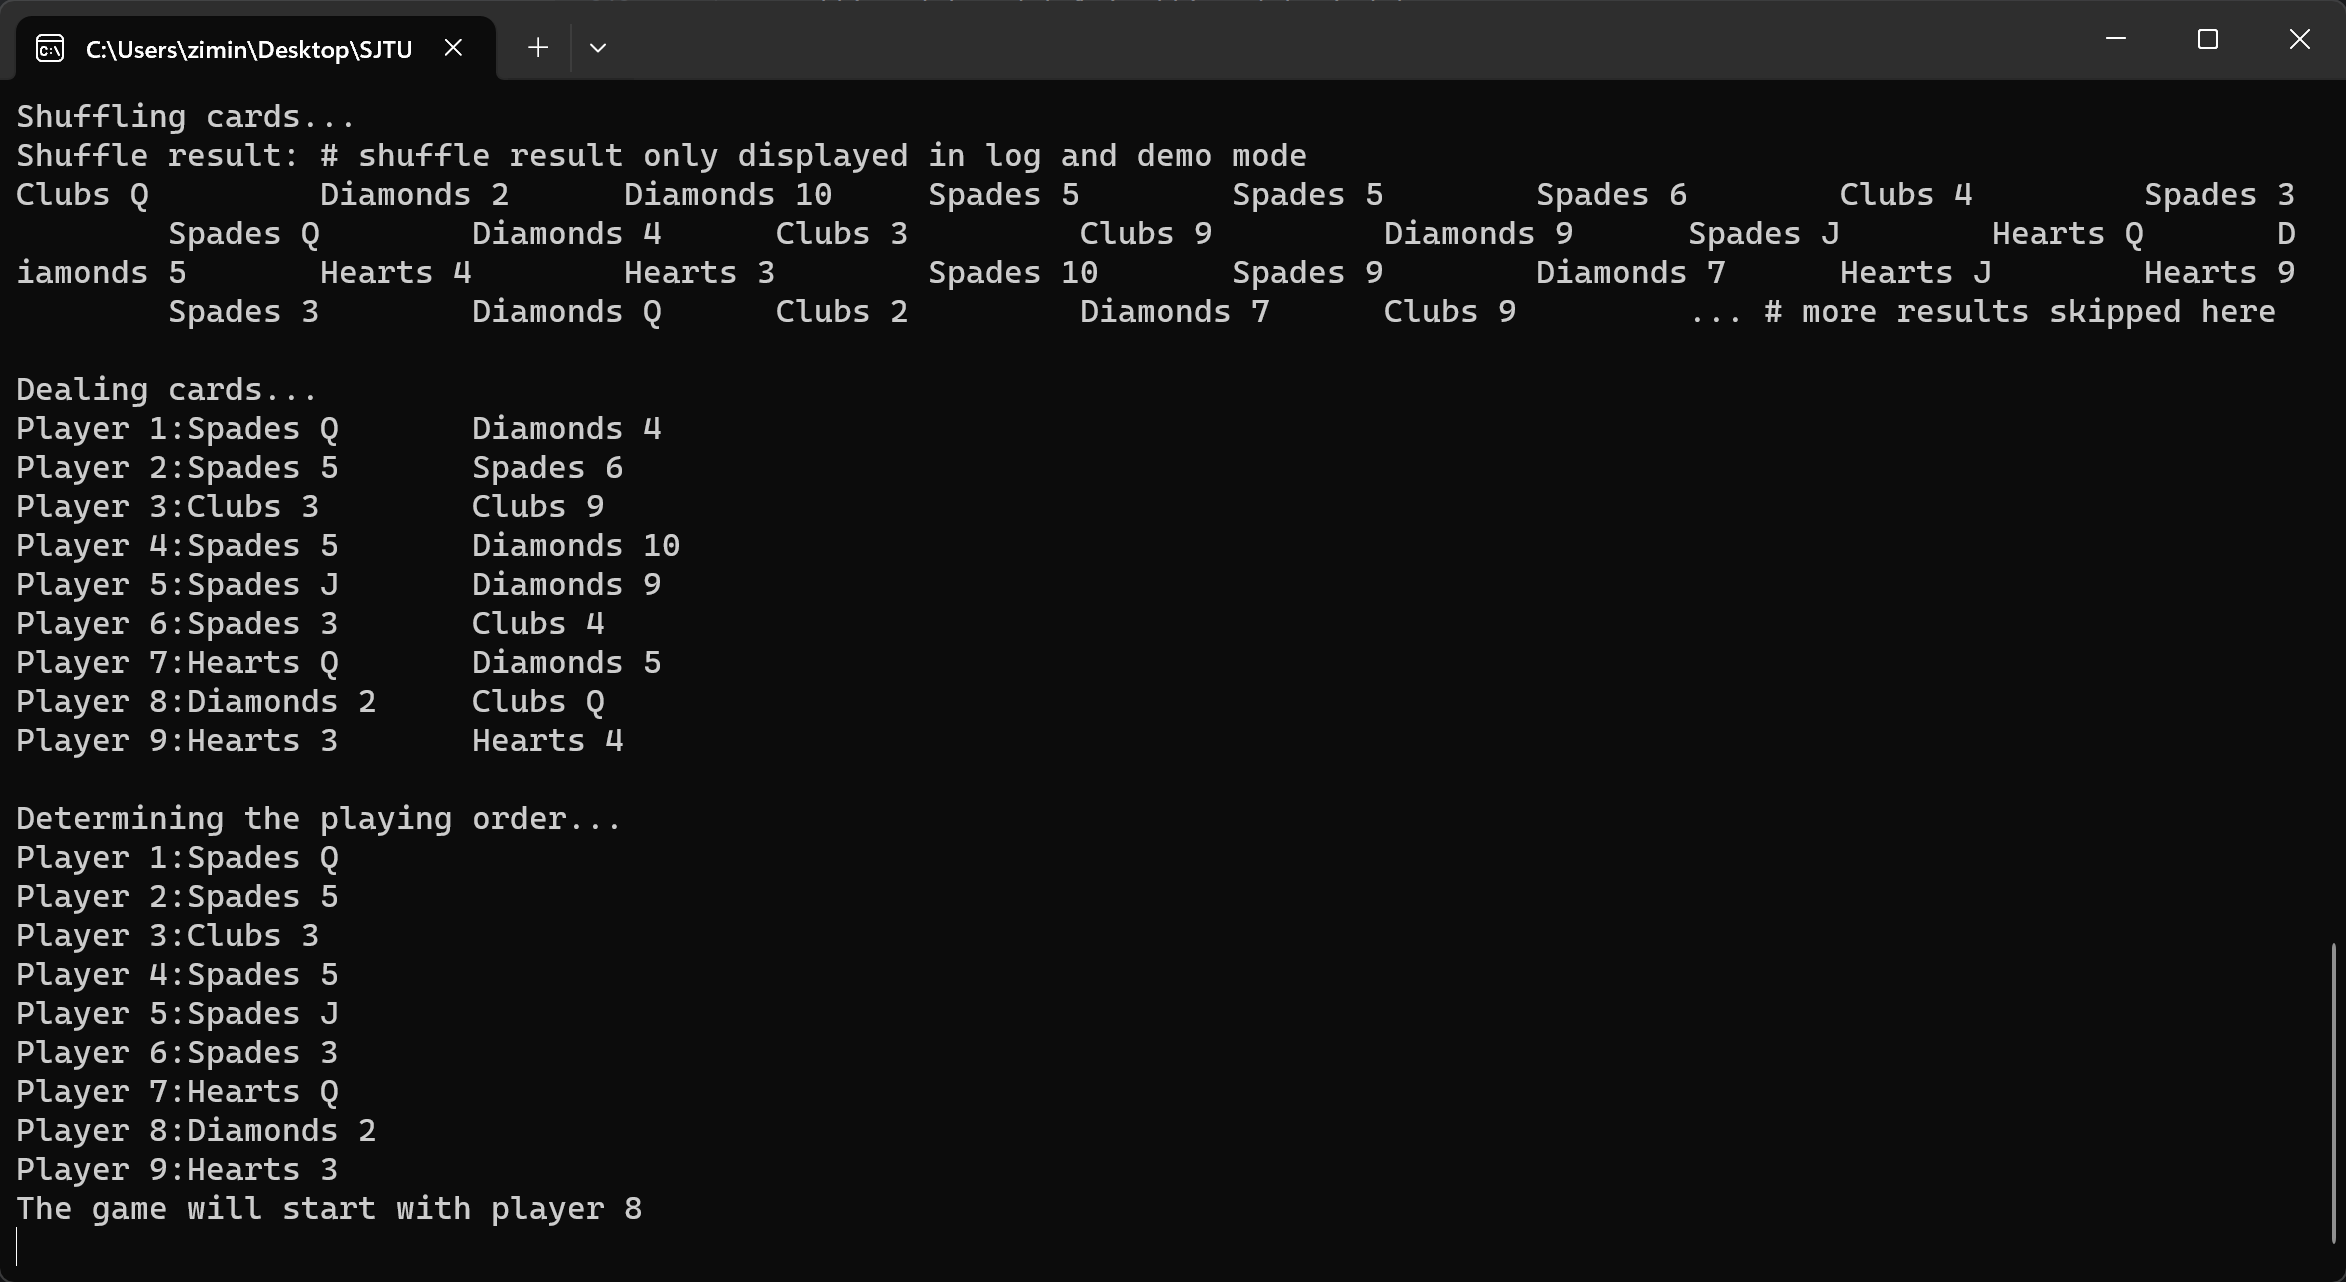 C:\Users\zimin\Desktop\SJTU
Shuffling cards...
Shuffle result: # shuffle result only displayed in log and demo mode
Clubs Q         Diamonds 2      Diamonds 10     Spades 5        Spades 5        Spades 6        Clubs 4         Spades 3
        Spades Q        Diamonds 4      Clubs 3         Clubs 9         Diamonds 9      Spades J        Hearts Q       D
iamonds 5       Hearts 4        Hearts 3        Spades 10       Spades 9        Diamonds 7      Hearts J        Hearts 9
        Spades 3        Diamonds Q      Clubs 2         Diamonds 7      Clubs 9         ... # more results skipped here
Dealing cards...
Player 1:Spades Q       Diamonds 4
Player 2:Spades 5       Spades 6
Player 3:Clubs 3        Clubs 9
Player 4:Spades 5       Diamonds 10
Player 5:Spades J       Diamonds 9
Player 6:Spades 3       Clubs 4
Player 7:Hearts Q       Diamonds 5
Player 8:Diamonds 2     Clubs Q
Player 9:Hearts 3       Hearts 4
Determining the playing order...
Player 1:Spades Q
Player 2:Spades 5
Player 3:Clubs 3
Player 4:Spades 5
Player 5:Spades J
Player 6:Spades 3
Player 7:Hearts Q
Player 8:Diamonds 2
Player 9:Hearts 3
The game will start with player 8